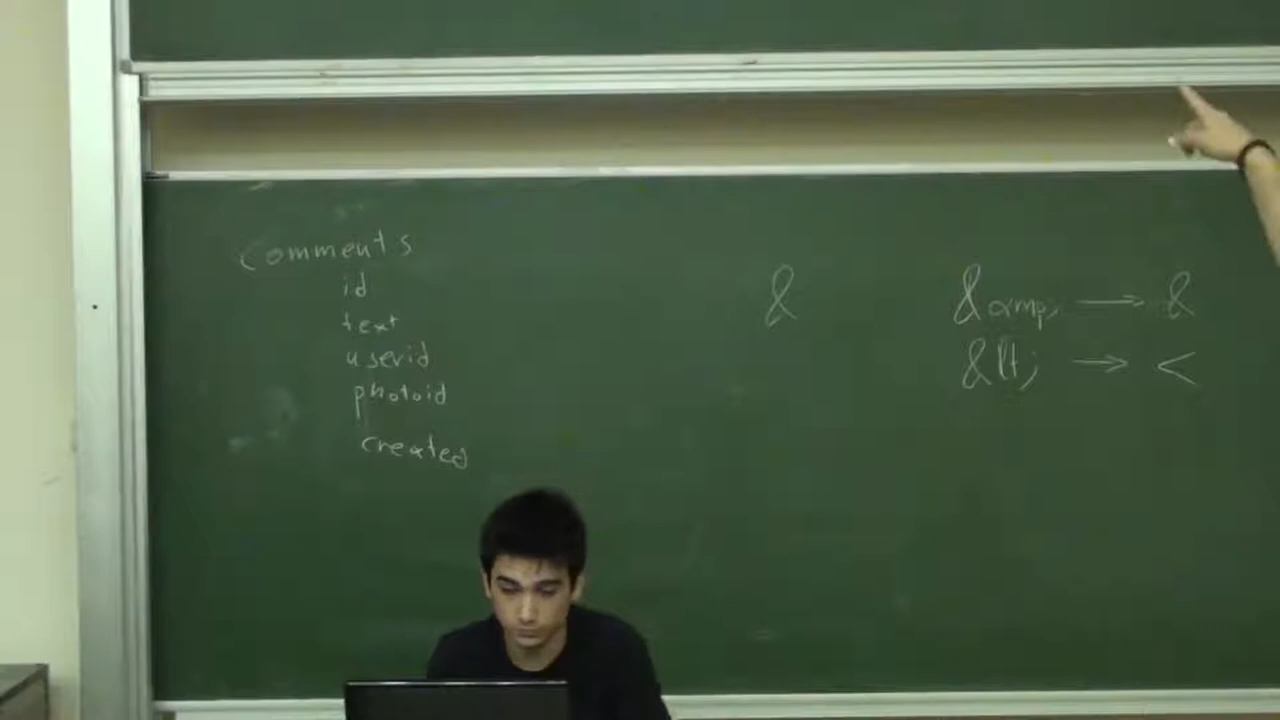 comments
id
text
userid
photoid
created
&
&amp; → &
&lt; → <